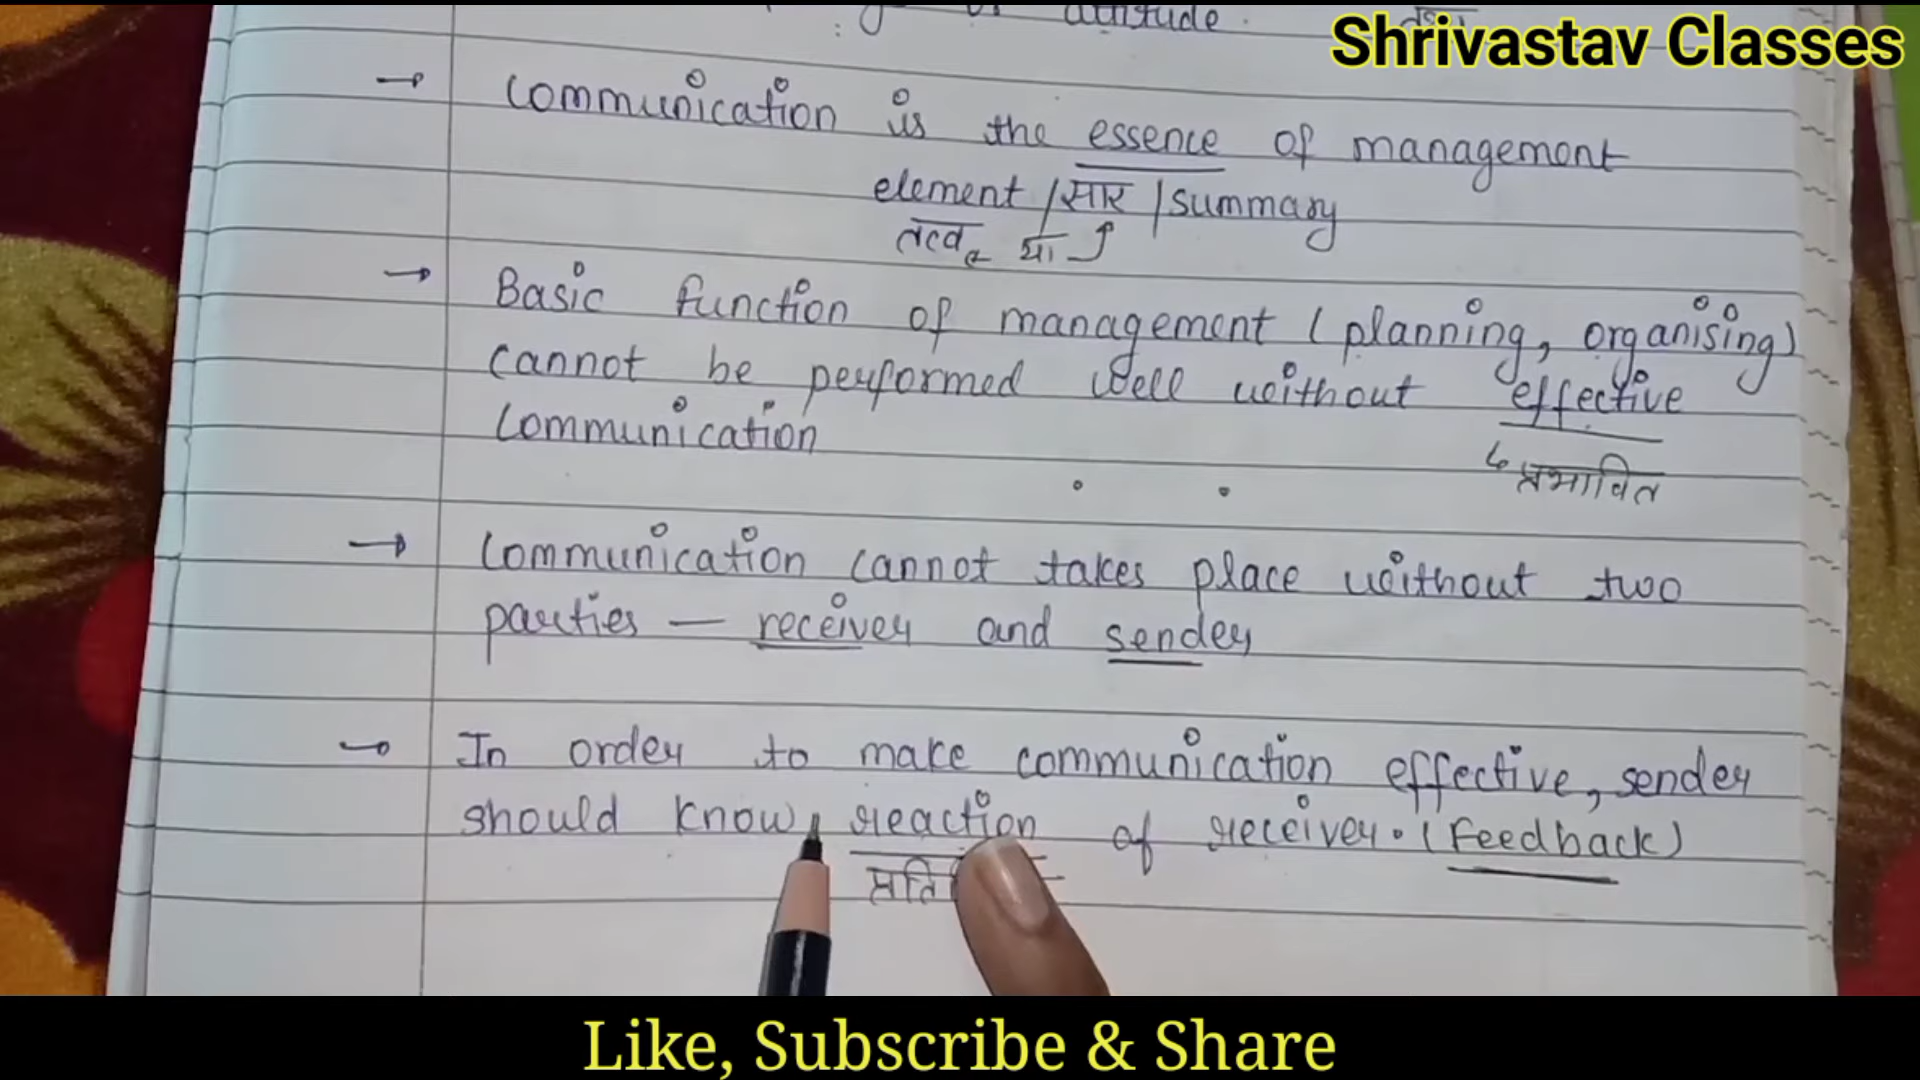 attitude.
Shrivastav Classes
→ Communication is the essence of management
element / सार / summary
तत्व या
→ Basic function of management (planning, organising)
cannot be performed well without effective
Communication
प्रभावित
→ Communication cannot takes place without two
parties — receiver and sender
→ In order to make communication effective, sender
should know reaction of receiver. (Feedback)
Like, Subscribe & Share